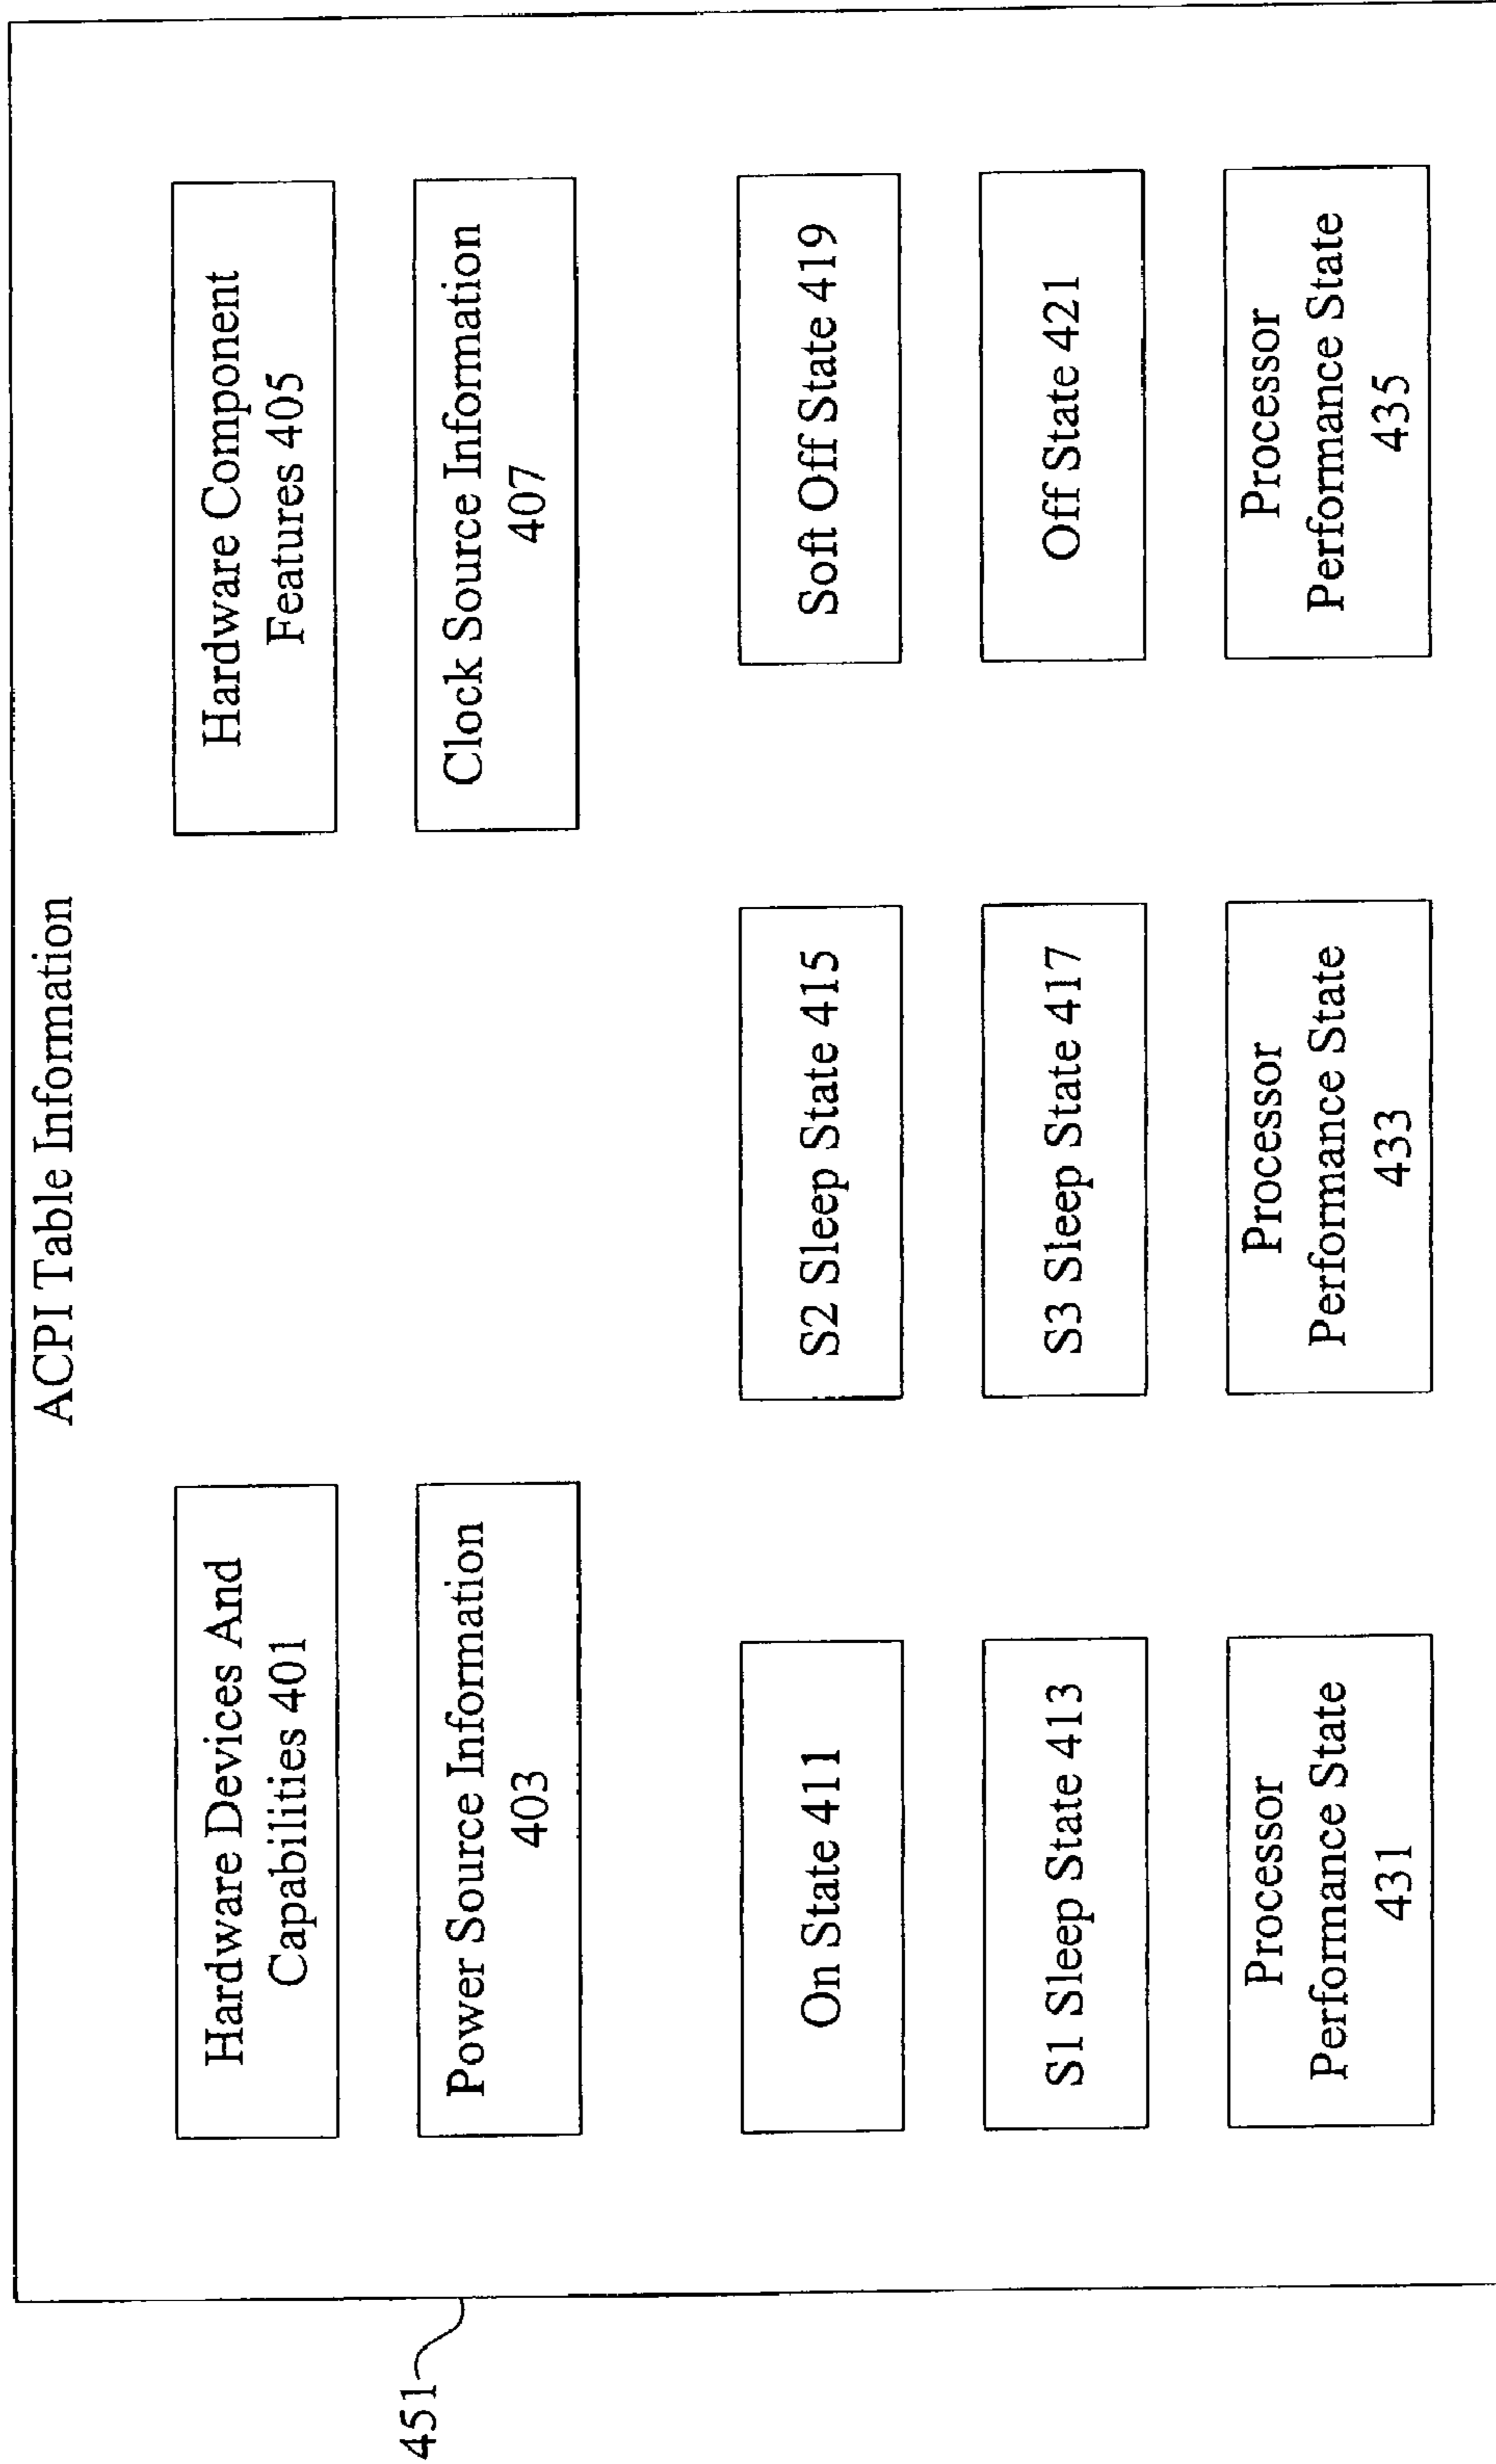 ACPI Table Information
Hardware Devices And
Capabilities 401
Hardware Component
Features 405
Power Source Information
403
Clock Source Information
407
On State 411
S2 Sleep State 415
Soft Off State 419
S1 Sleep State 413
S3 Sleep State 417
Off State 421
Processor
Performance State
431
Processor
Performance State
433
Processor
Performance State
435
451